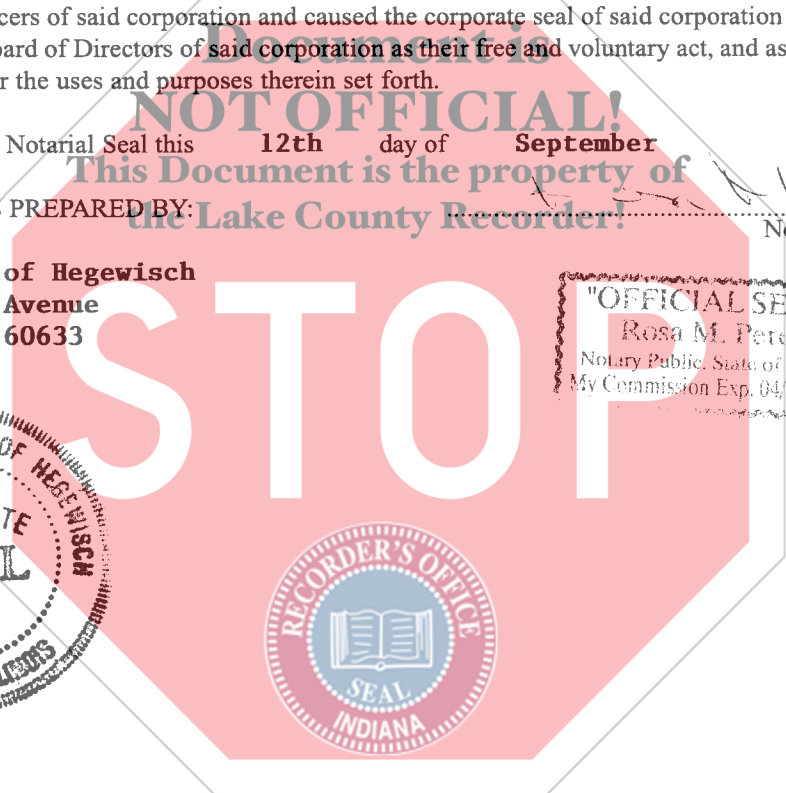 cers of said corporation and caused the corporate seal of said corporation
oard of Directors of said corporation as their free and voluntary act, and as
r the uses and purposes therein set forth.
Document is
NOT OFFICIAL!
This Document is the property of
the Lake County Recorder!
Notarial Seal this 12th day of September
PREPARED BY:
of Hegewisch
Avenue
60633
"OFFICIAL SE
Rosa M. Pere
Notary Public, State of
My Commission Exp. 04/
STOP
OF HEGEWISCH
RECORDER'S OFFICE
SEAL
INDIANA